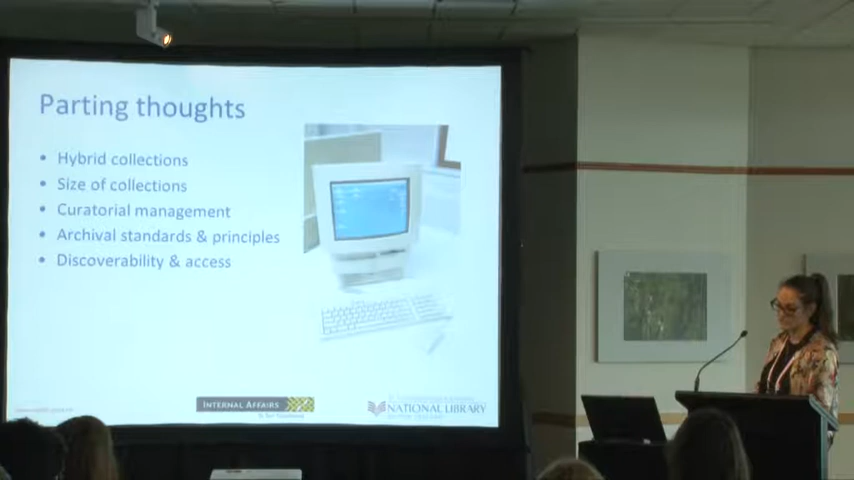 Parting thoughts
• Hybrid collections
• Size of collections
• Curatorial management
• Archival standards & principles
• Discoverability & access
INTERNAL AFFAIRS
NATIONAL LIBRARY